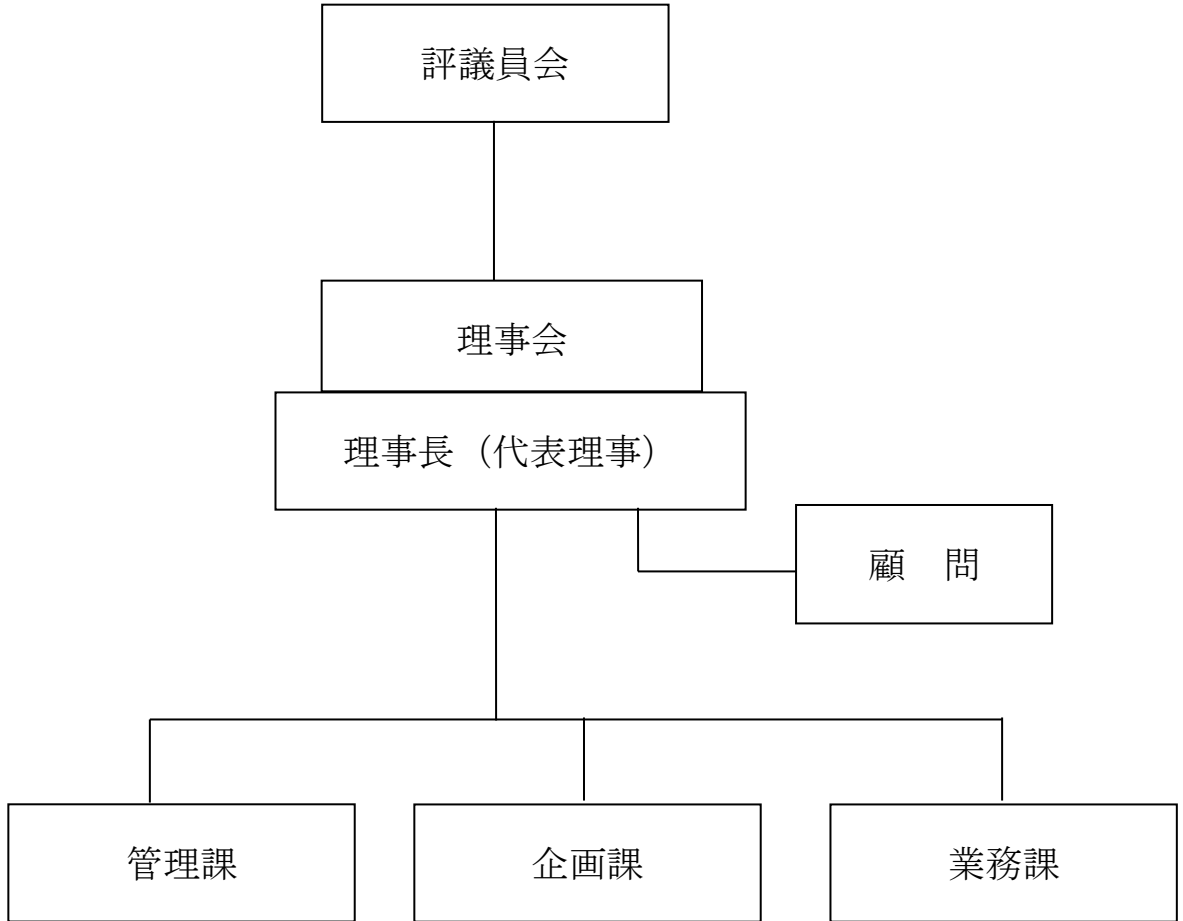 評議員会
理事会
理事長（代表理事）
顧　問
管理課
企画課
業務課